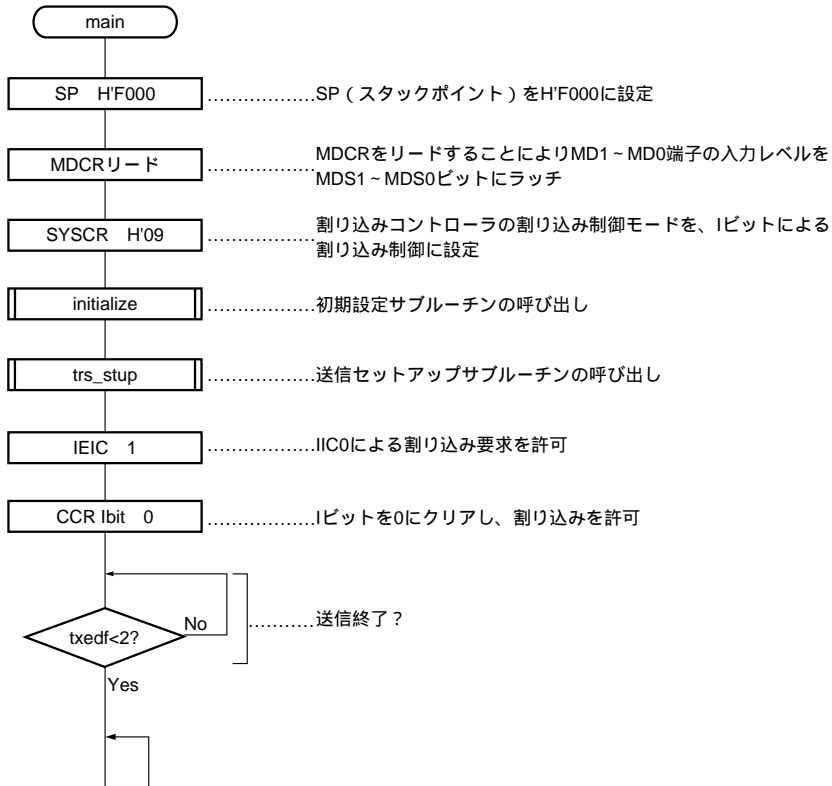 main
SP H'F000 ..................SP（スタックポイント）をH'F000に設定
MDCRリード ..................MDCRをリードすることによりMD1～MD0端子の入力レベルを
MDS1～MDS0ビットにラッチ
SYSCR H'09 ..................割り込みコントローラの割り込み制御モードを、Iビットによる
割り込み制御に設定
initialize ..................初期設定サブルーチンの呼び出し
trs_stup ..................送信セットアップサブルーチンの呼び出し
IEIC 1 ..................IIC0による割り込み要求を許可
CCR Ibit 0 ..................Iビットを0にクリアし、割り込みを許可
txedf<2? No ...........送信終了？
Yes